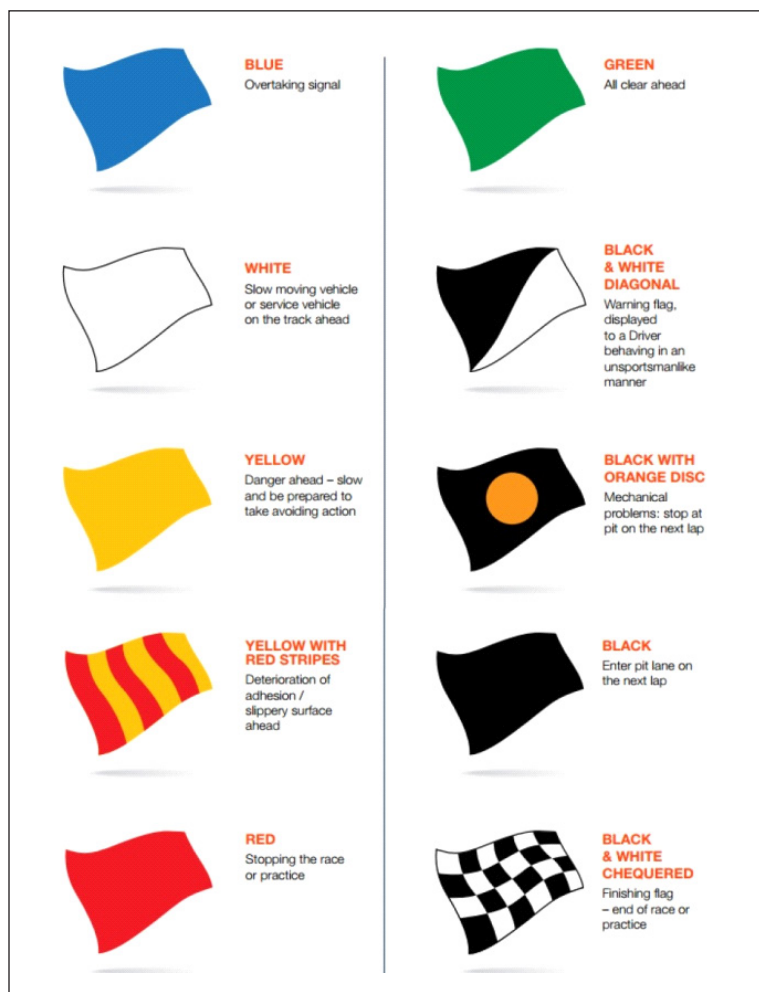 BLUE
Overtaking signal
WHITE
Slow moving vehicle
or service vehicle
on the track ahead
YELLOW
Danger ahead – slow
and be prepared to
take avoiding action
YELLOW WITH
RED STRIPES
Deterioration of
adhesion /
slippery surface
ahead
RED
Stopping the race
or practice
GREEN
All clear ahead
BLACK
& WHITE
DIAGONAL
Warning flag,
displayed
to a Driver
behaving in an
unsportsmanlike
manner
BLACK WITH
ORANGE DISC
Mechanical
problems: stop at
pit on the next lap
BLACK
Enter pit lane on
the next lap
BLACK
& WHITE
CHEQUERED
Finishing flag
– end of race or
practice